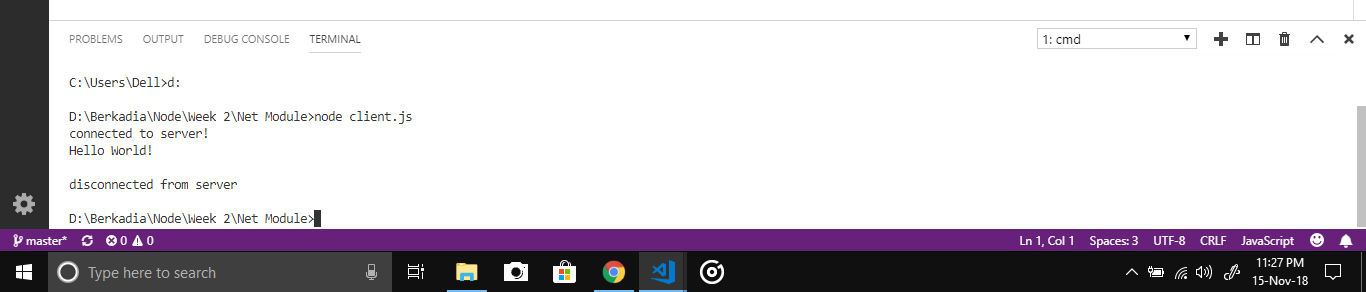 PROBLEMS OUTPUT DEBUG CONSOLE TERMINAL 1: cmd
C:\Users\Dell>d:
D:\Berkadia\Node\Week 2\Net Module>node client.js
connected to server!
Hello World!
disconnected from server
D:\Berkadia\Node\Week 2\Net Module>
master* 0 0 Ln 1, Col 1 Spaces: 3 UTF-8 CRLF JavaScript
Type here to search 11:27 PM
15-Nov-18